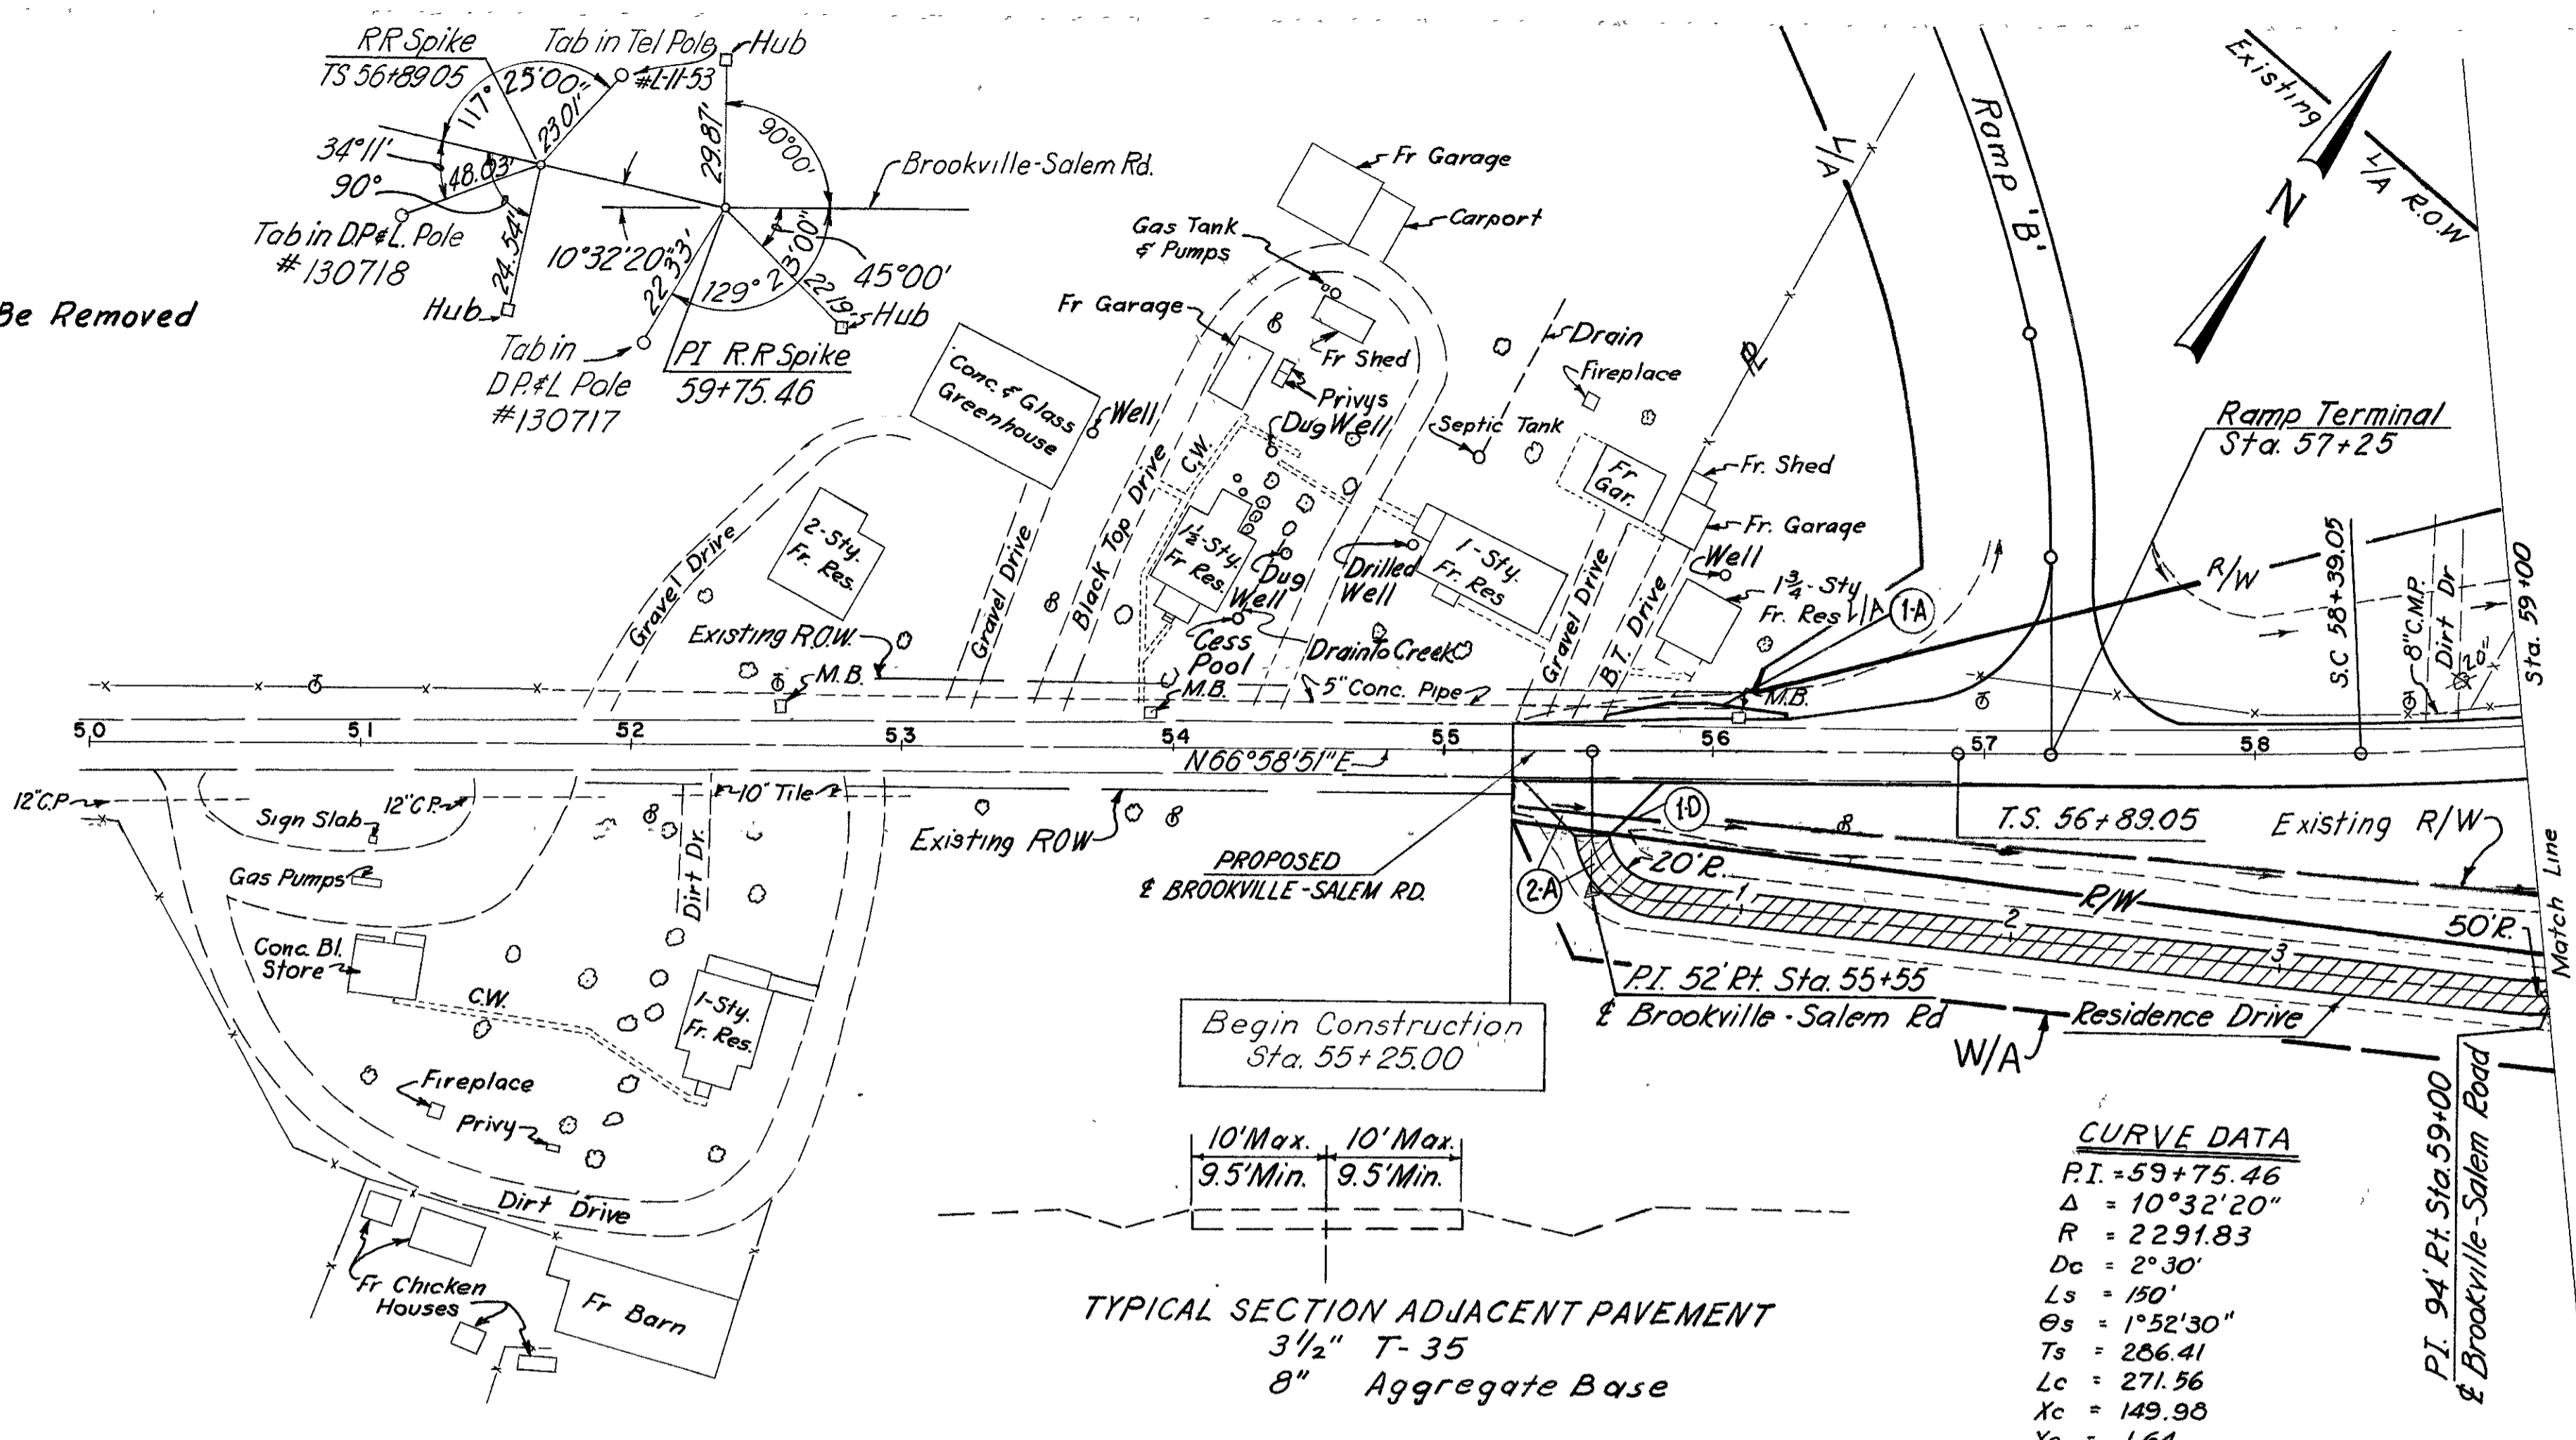 RR Spike
TS 56+89.05
Tab in Tel Pole
#L-11-53
Hub
117° 25'00"
23.01'
34°11'
90°
48.03'
24.54'
Tab in D.P.&L. Pole
#130718
Hub
29.87'
90°00'
Brookville-Salem Rd.
10°32'20"
22.33'
129° 23'00"
45°00'
22.19'
Hub
Tab in
D.P.&L Pole
#130717
PI R.R Spike
59+75.46
Be Removed
Fr Garage
Carport
Gas Tank
& Pumps
Fr Garage
Fr Shed
Privys
Dug Well
Conc. & Glass
Greenhouse
Well
C.W.
Black Top Drive
Gravel Drive
Gravel Drive
2-Sty.
Fr. Res.
1½-Sty.
Fr Res.
Dug
Well
Cess
Pool
Drilled
Well
Drain To Creek
Septic Tank
Drain
Fireplace
Fr
Gar.
Fr. Shed
Fr. Garage
Well
1¾-Sty
Fr. Res
1-Sty.
Fr. Res
Gravel Drive
B.T. Drive
L/A
L/A
1-A
Ramp 'B'
Existing
L/A R.O.W
N
Ramp Terminal
Sta. 57+25
R/W
S.C 58+39.05
8"C.M.P.
Dirt Dr
20"
Sta. 59+00
Existing R.O.W.
M.B.
M.B.
5" Conc. Pipe
M.B.
50 51 52 53 54 55 56 57 58
N66°58'51"E
12"C.P
12"C.P.
10" Tile
Sign Slab
Gas Pumps
Dirt Dr.
Existing ROW
PROPOSED
℄ BROOKVILLE-SALEM RD.
1-D
2-A
20'R.
T.S. 56+89.05
Existing R/W
R/W
50'R.
1 2 3
Match Line
P.I. 52' Rt. Sta. 55+55
℄ Brookville-Salem Rd
W/A
Residence Drive
Conc. Bl.
Store
C.W.
1-Sty.
Fr. Res.
Begin Construction
Sta. 55+25.00
Fireplace
Privy
Dirt Drive
Fr Chicken
Houses
Fr Barn
10'Max. 10'Max.
9.5'Min. 9.5'Min.
TYPICAL SECTION ADJACENT PAVEMENT
3½" T-35
8" Aggregate Base
P.I. 94' Rt. Sta. 59+00
℄ Brookville-Salem Road
CURVE DATA
P.I. = 59+75.46
Δ = 10°32'20"
R = 2291.83
Dc = 2°30'
Ls = 150'
Θs = 1°52'30"
Ts = 286.41
Lc = 271.56
Xc = 149.98